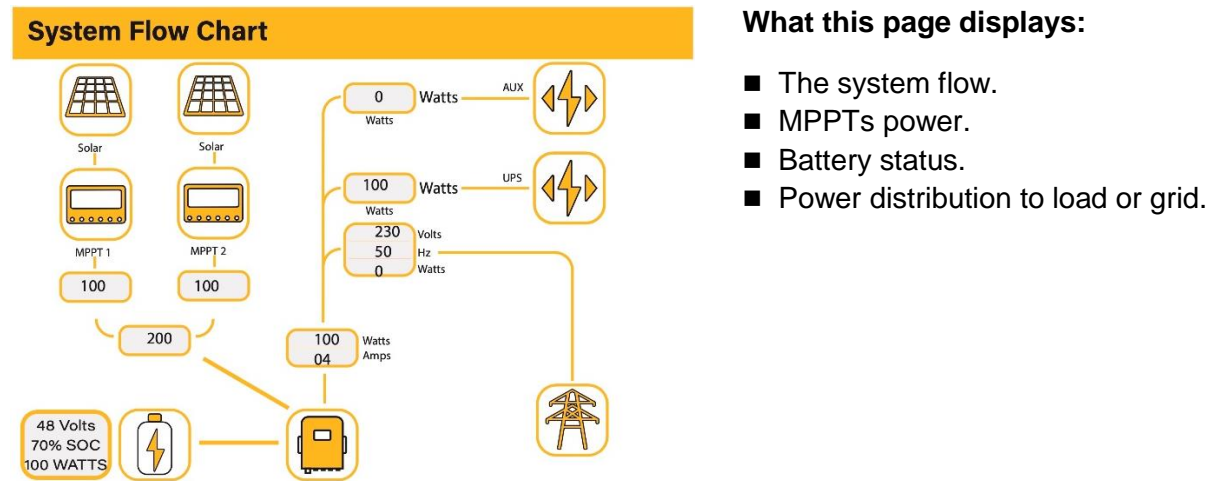 System Flow Chart
Solar
Solar
MPPT 1
MPPT 2
100
100
200
48 Volts
70% SOC
100 WATTS
0 Watts
Watts
AUX
100 Watts
Watts
UPS
230 Volts
50 Hz
0 Watts
100 Watts
04 Amps
What this page displays:
■ The system flow.
■ MPPTs power.
■ Battery status.
■ Power distribution to load or grid.